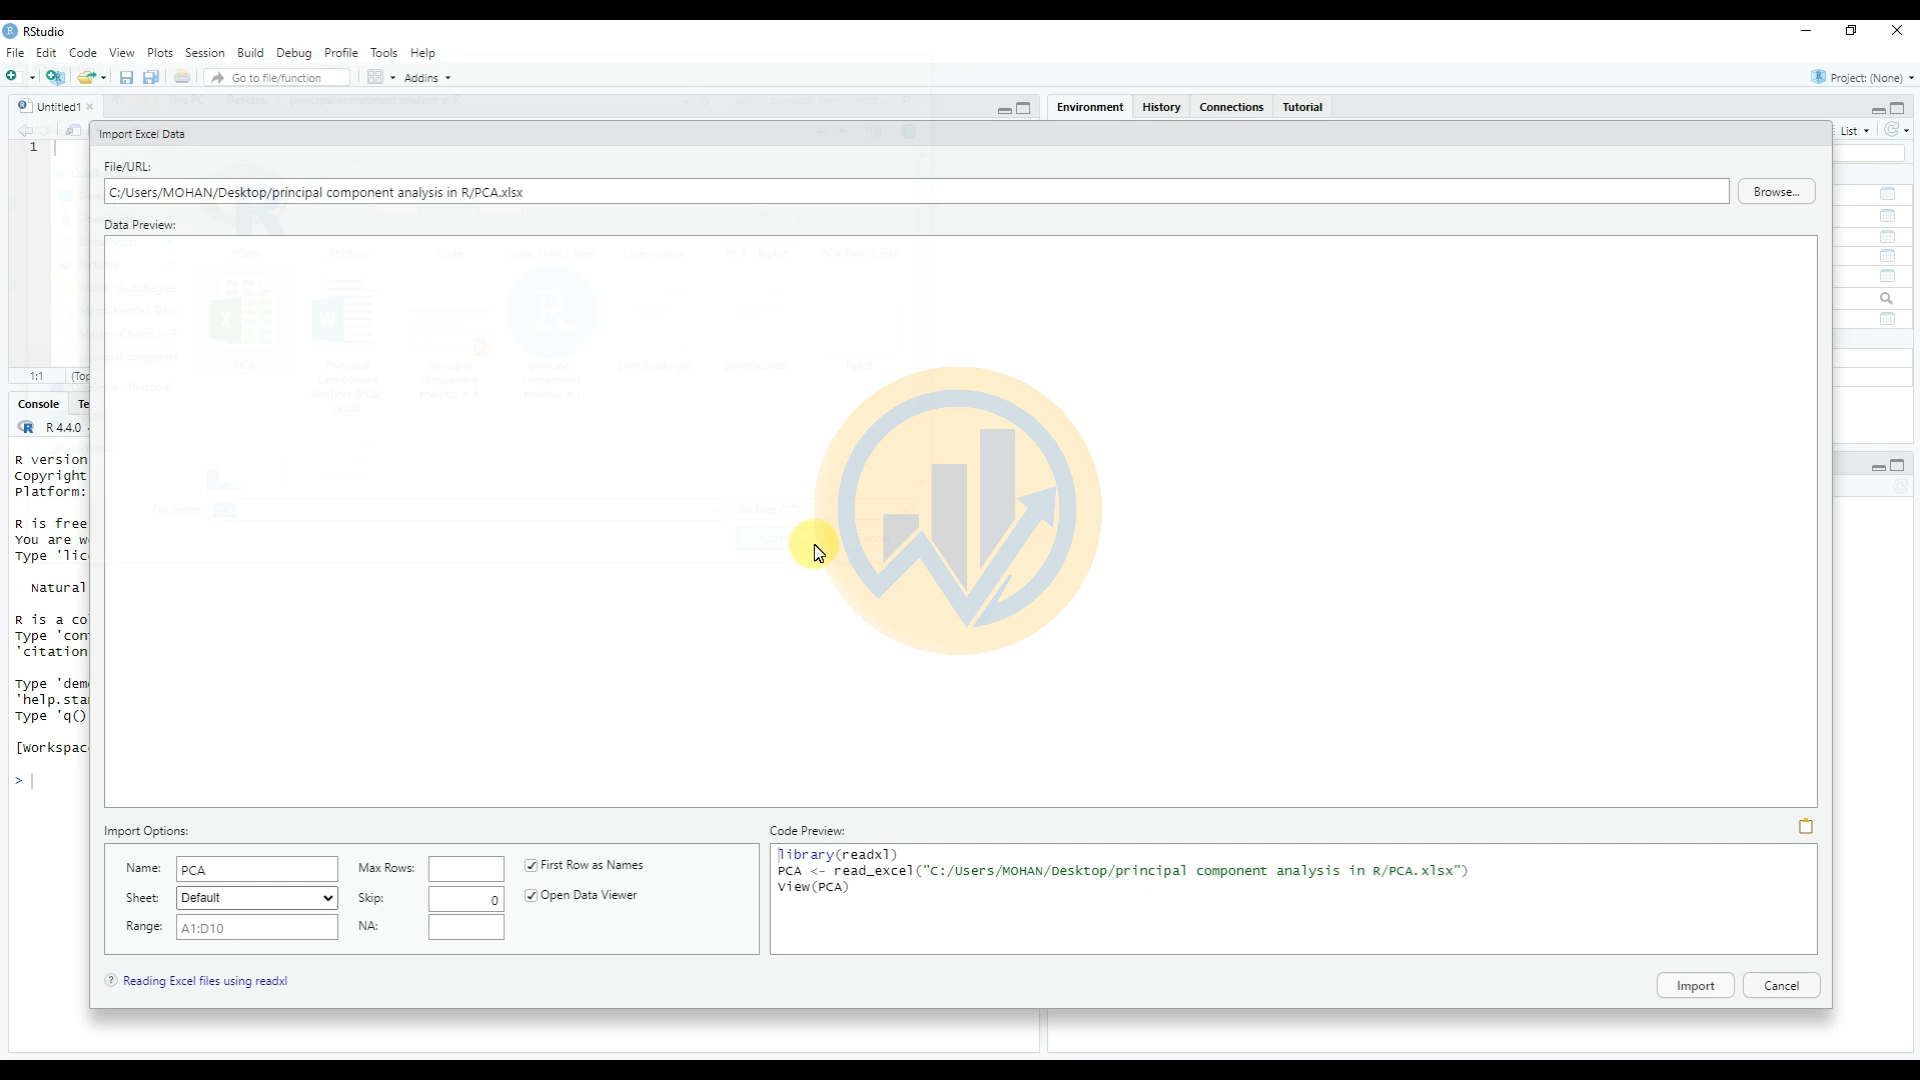 RStudio
File Edit Code View Plots Session Build Debug Profile Tools Help
Go to file/function Addins Project: (None)
Untitled1 Environment History Connections Tutorial
List
Import Excel Data
1
File/URL:
C:/Users/MOHAN/Desktop/principal component analysis in R/PCA.xlsx Browse...
Data Preview:
1:1 (Top
Console Te
R 4.4.0
R version
Copyright
Platform:
R is free
You are w
Type 'lic
Natural
R is a co
Type 'con
'citation
Type 'dem
'help.sta
Type 'q()
[Workspac
>
Import Options: Code Preview:
Name: PCA Max Rows: First Row as Names
Sheet: Default Skip: 0 Open Data Viewer
Range: A1:D10 NA:
library(readxl)
PCA <- read_excel("C:/Users/MOHAN/Desktop/principal component analysis in R/PCA.xlsx")
View(PCA)
? Reading Excel files using readxl
Import Cancel